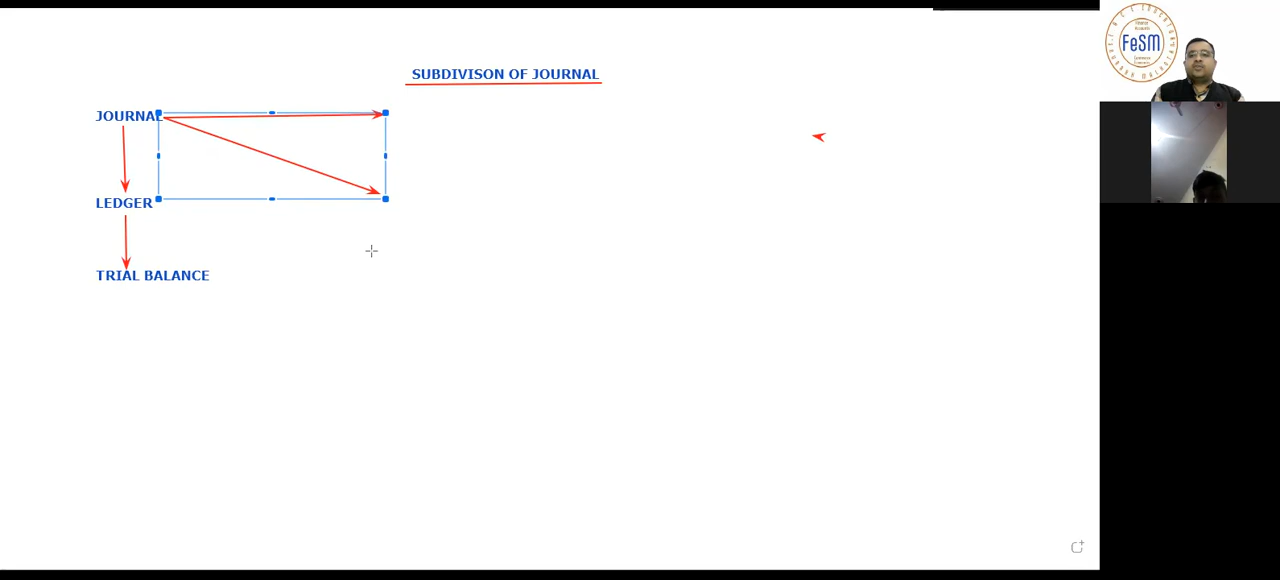 SUBDIVISON OF JOURNAL
JOURNAL
LEDGER
TRIAL BALANCE
FeSM